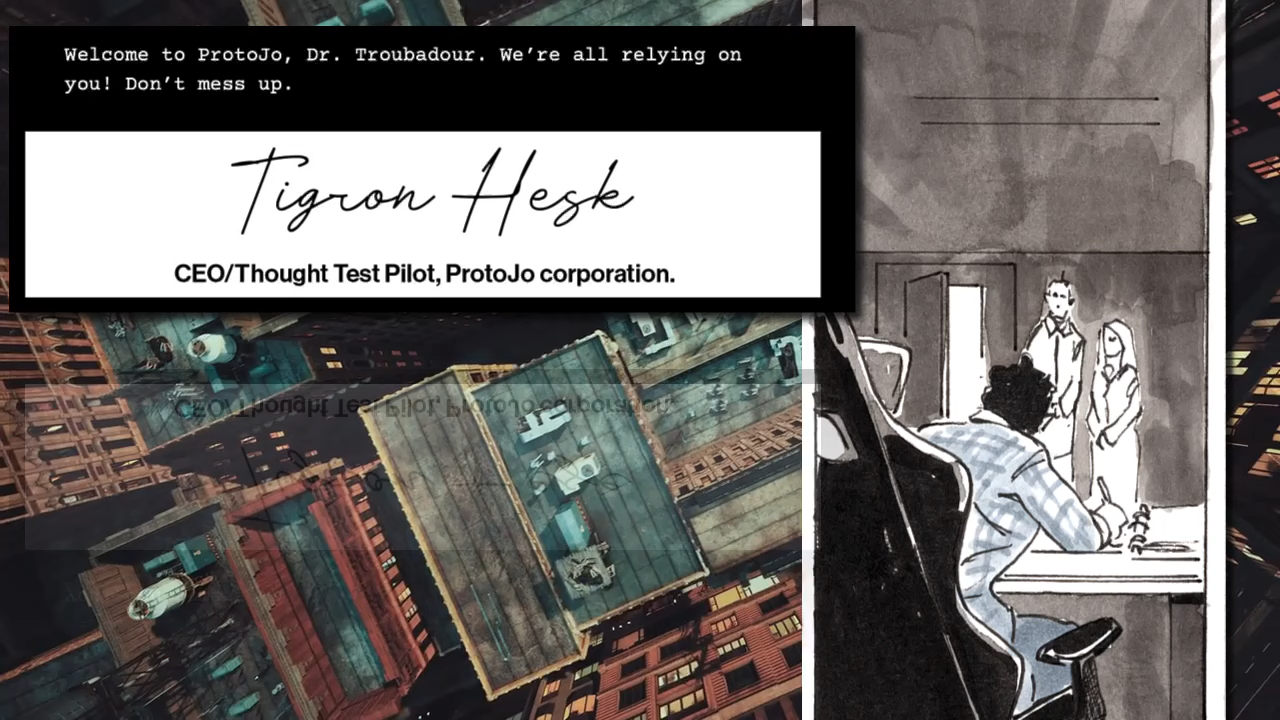 Welcome to ProtoJo, Dr. Troubadour. We’re all relying on
you! Don’t mess up.
Tigron Hesk
CEO/Thought Test Pilot, ProtoJo corporation.